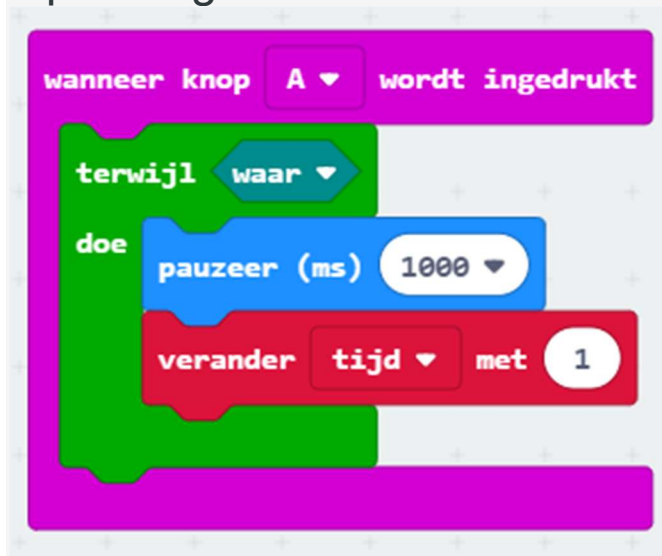 wanneer knop A wordt ingedrukt
terwijl waar
doe
pauzeer (ms) 1000
verander tijd met 1